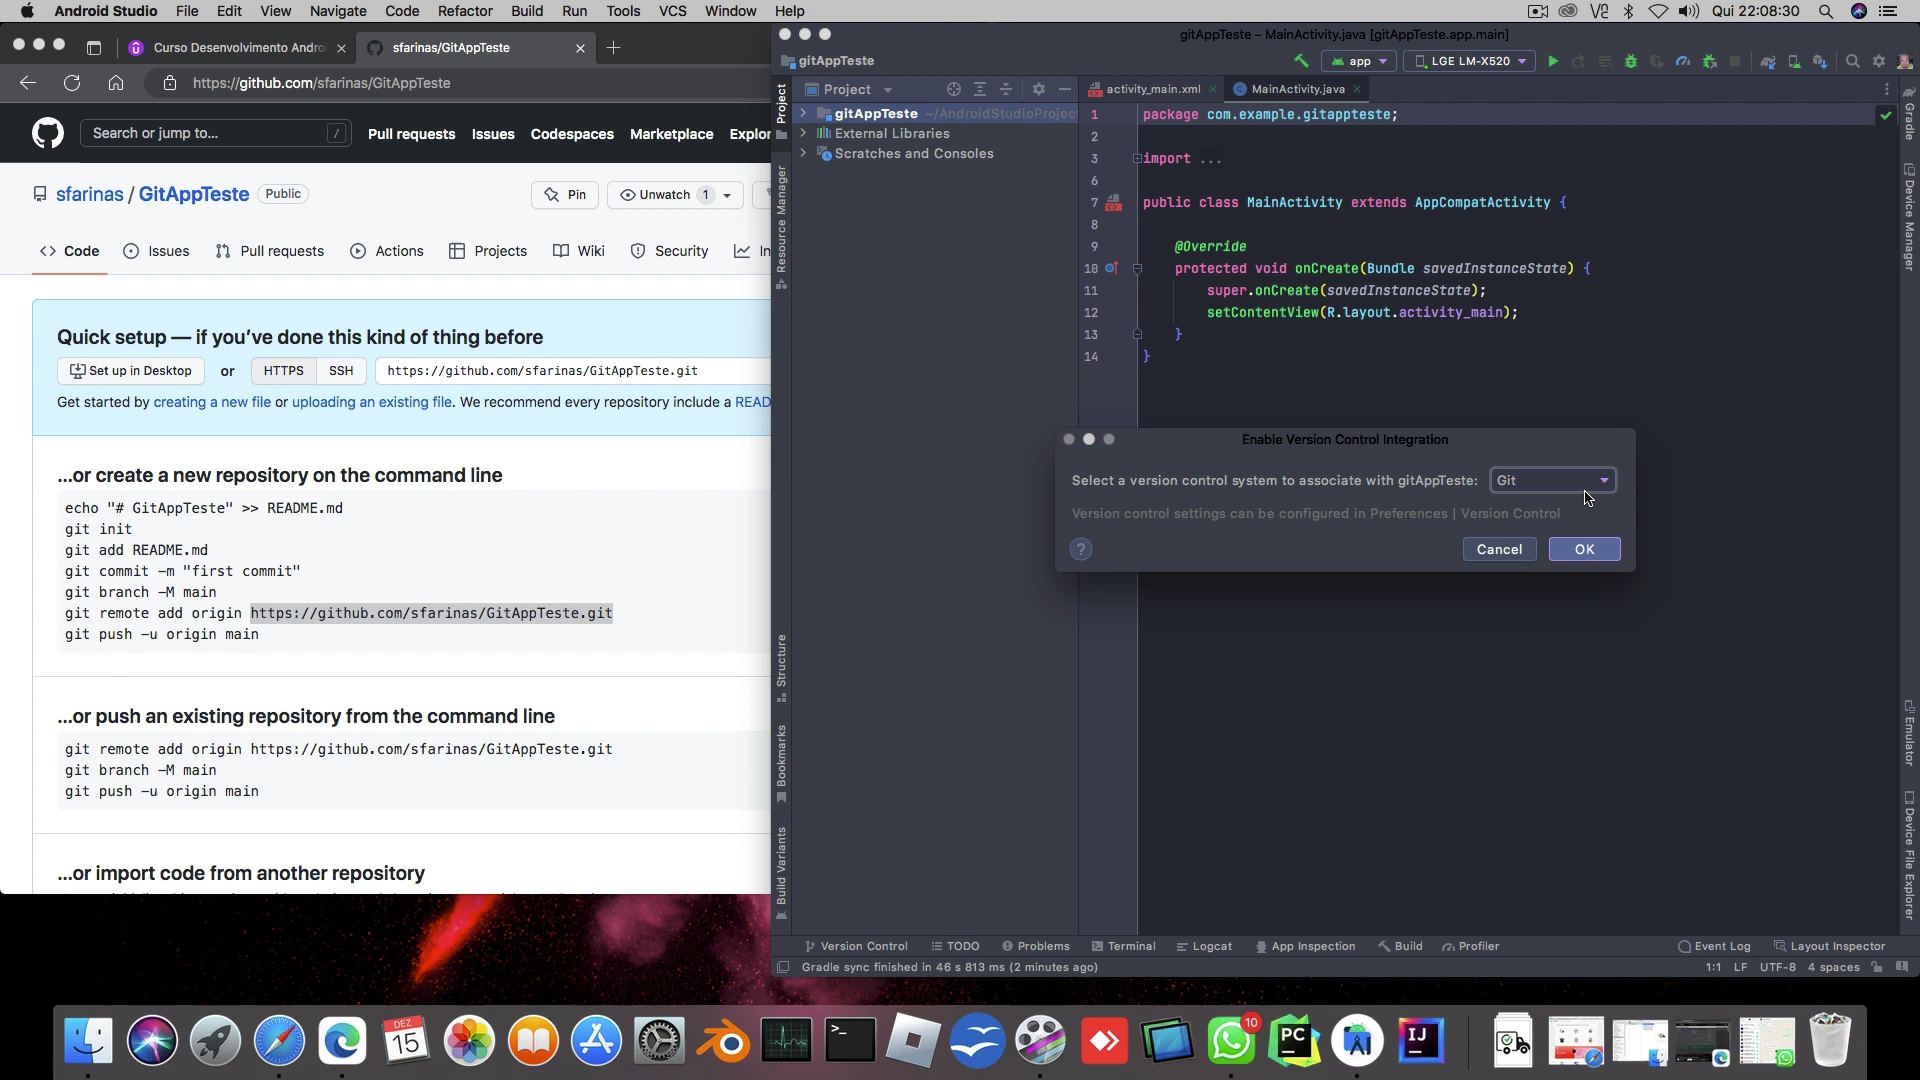 Android Studio File Edit View Navigate Code Refactor Build Run Tools VCS Window Help
Qui 22:08:30
Curso Desenvolvimento Andro
sfarinas/GitAppTeste
https://github.com/sfarinas/GitAppTeste
Search or jump to... /
Pull requests Issues Codespaces Marketplace Explor
sfarinas / GitAppTeste Public
Pin
Unwatch 1
Code Issues Pull requests Actions Projects Wiki Security In
Quick setup — if you've done this kind of thing before
Set up in Desktop or HTTPS SSH https://github.com/sfarinas/GitAppTeste.git
Get started by creating a new file or uploading an existing file. We recommend every repository include a READ
...or create a new repository on the command line
echo "# GitAppTeste" >> README.md
git init
git add README.md
git commit -m "first commit"
git branch -M main
git remote add origin https://github.com/sfarinas/GitAppTeste.git
git push -u origin main
...or push an existing repository from the command line
git remote add origin https://github.com/sfarinas/GitAppTeste.git
git branch -M main
git push -u origin main
...or import code from another repository
gitAppTeste – MainActivity.java [gitAppTeste.app.main]
gitAppTeste
app
LGE LM-X520
Project
activity_main.xml
MainActivity.java
gitAppTeste ~/AndroidStudioProjec
External Libraries
Scratches and Consoles
1 package com.example.gitappteste;
2
3 import ...
6
7 public class MainActivity extends AppCompatActivity {
8
9 @Override
10 protected void onCreate(Bundle savedInstanceState) {
11 super.onCreate(savedInstanceState);
12 setContentView(R.layout.activity_main);
13 }
14 }
Enable Version Control Integration
Select a version control system to associate with gitAppTeste: Git
Version control settings can be configured in Preferences | Version Control
?
Cancel
OK
Project
Resource Manager
Structure
Bookmarks
Build Variants
Gradle
Device Manager
Emulator
Device File Explorer
Version Control TODO Problems Terminal Logcat App Inspection Build Profiler Event Log Layout Inspector
Gradle sync finished in 46 s 813 ms (2 minutes ago)
1:1 LF UTF-8 4 spaces
DEZ
15
>_
10
PC
IJ